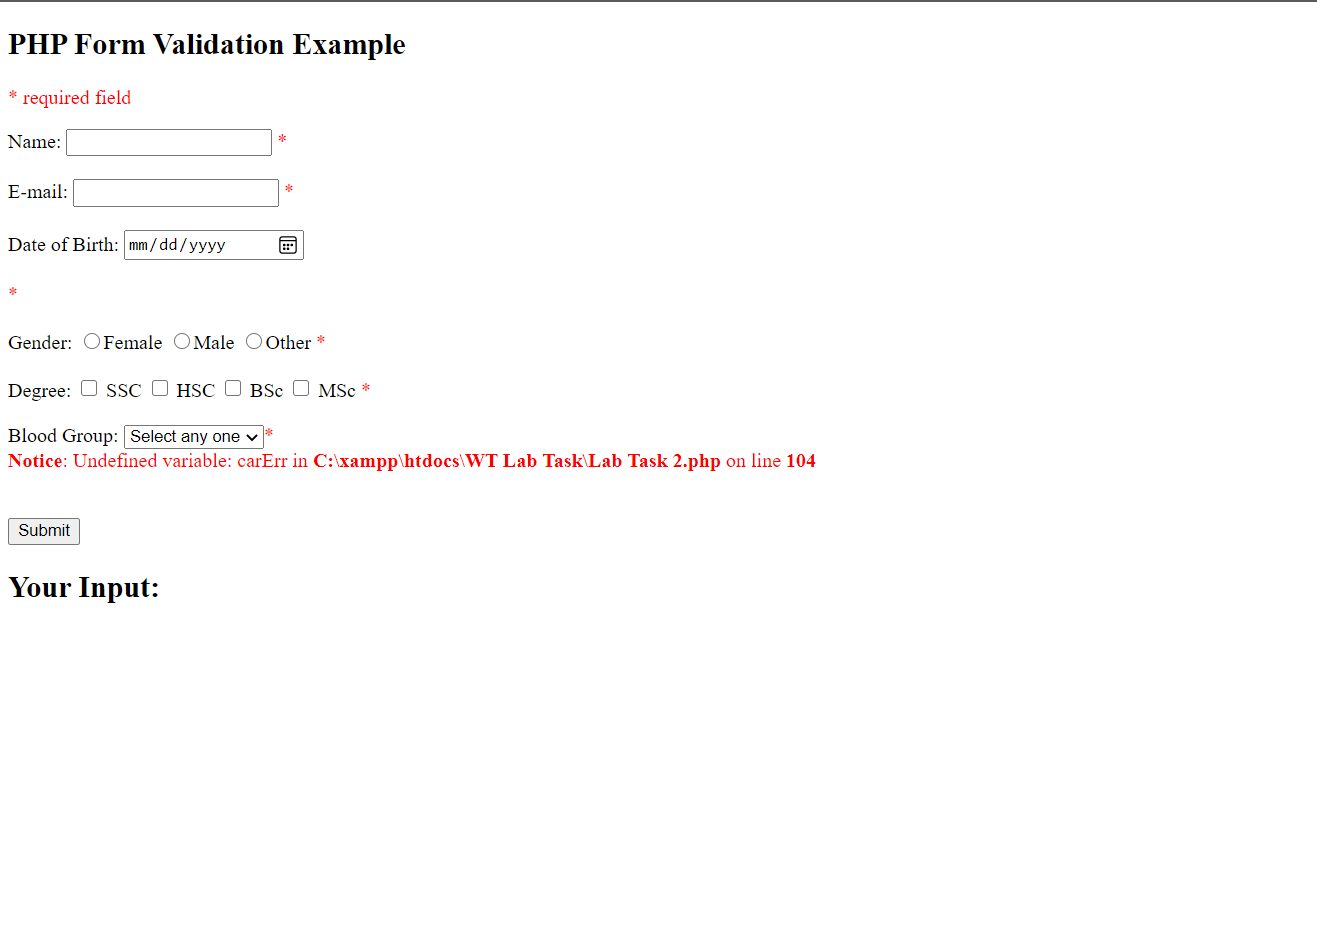 PHP Form Validation Example
* required field
Name: *
E-mail: *
Date of Birth: mm/dd/yyyy
*
Gender: Female Male Other *
Degree: SSC HSC BSc MSc *
Blood Group: Select any one *
Notice: Undefined variable: carErr in C:\xampp\htdocs\WT Lab Task\Lab Task 2.php on line 104
Submit
Your Input: